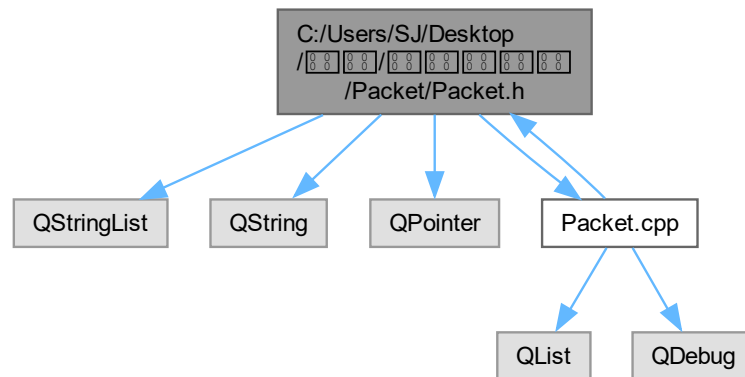 C:/Users/SJ/Desktop
/Packet/Packet.h
QStringList
QString
QPointer
Packet.cpp
QList
QDebug